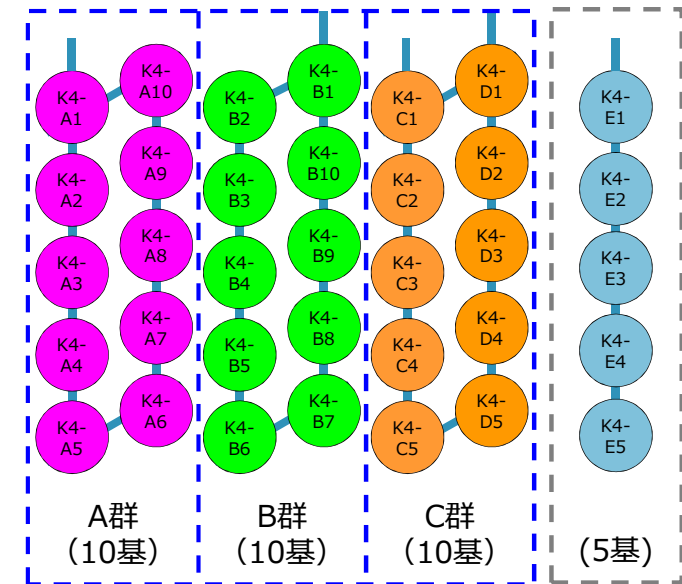 K4-
A1
K4-
A2
K4-
A3
K4-
A4
K4-
A5
K4-
A10
K4-
A9
K4-
A8
K4-
A7
K4-
A6
A群
（10基）
K4-
B2
K4-
B3
K4-
B4
K4-
B5
K4-
B6
K4-
B1
K4-
B10
K4-
B9
K4-
B8
K4-
B7
B群
（10基）
K4-
C1
K4-
C2
K4-
C3
K4-
C4
K4-
C5
K4-
D1
K4-
D2
K4-
D3
K4-
D4
K4-
D5
C群
（10基）
K4-
E1
K4-
E2
K4-
E3
K4-
E4
K4-
E5
(5基)